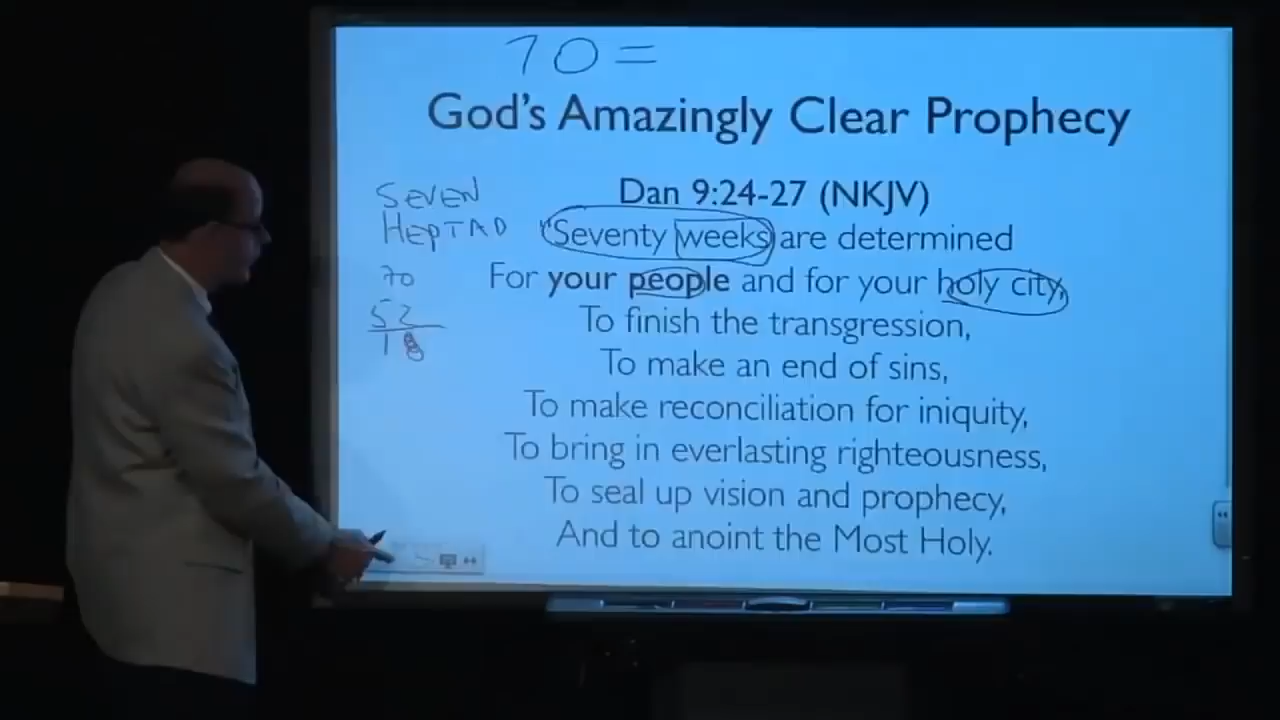 70=
God's Amazingly Clear Prophecy
Dan 9:24-27 (NKJV)
SEVEN
HEPTAD
"Seventy weeks are determined
For your people and for your holy city,
70
52
18
To finish the transgression,
To make an end of sins,
To make reconciliation for iniquity,
To bring in everlasting righteousness,
To seal up vision and prophecy,
And to anoint the Most Holy.